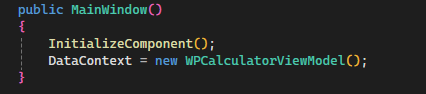 public MainWindow()
{
InitializeComponent();
DataContext = new WPCalculatorViewModel();
}